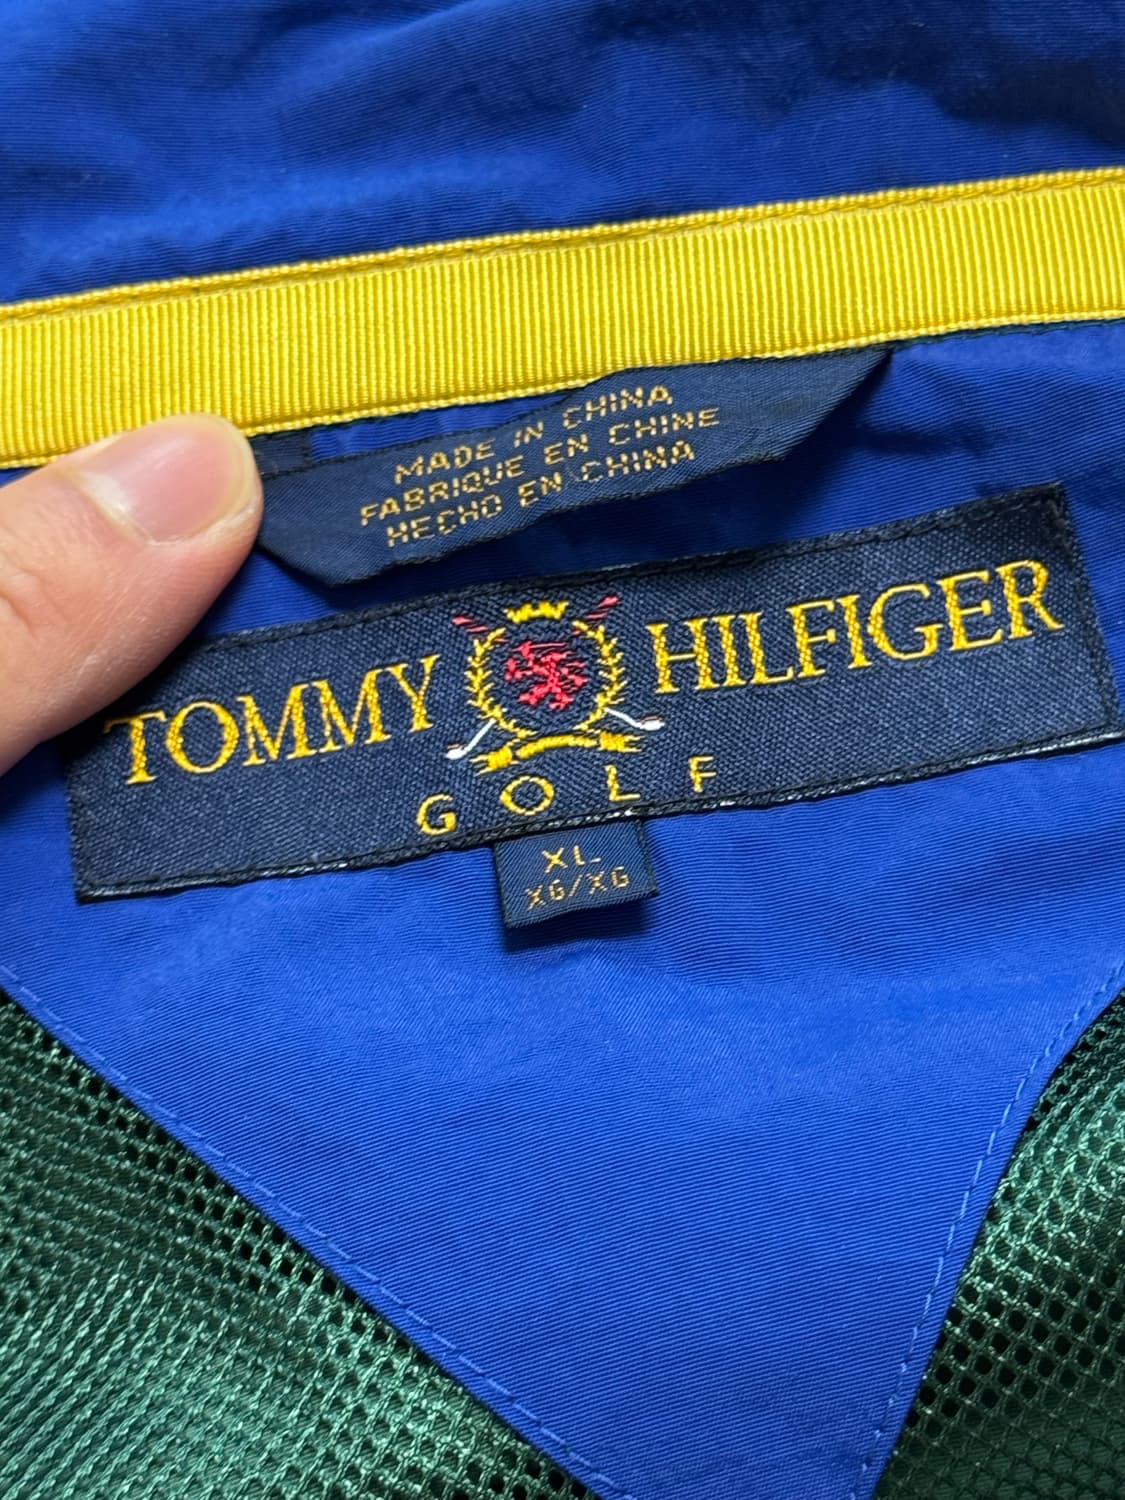 MADE IN CHINA
FABRIQUE EN CHINE
HECHO EN CHINA
TOMMY HILFIGER
GOLF
XL
XG/XG